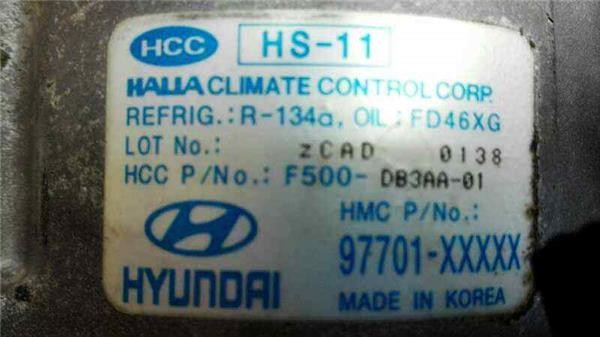 HCC HS-11
HALLA CLIMATE CONTROL CORP.
REFRIG.: R-134a, OIL : FD46XG
LOT No.: zCAD 0138
HCC P/No.: F500- DB3AA-01
HMC P/No.:
97701-XXXXX
HYUNDAI
MADE IN KOREA